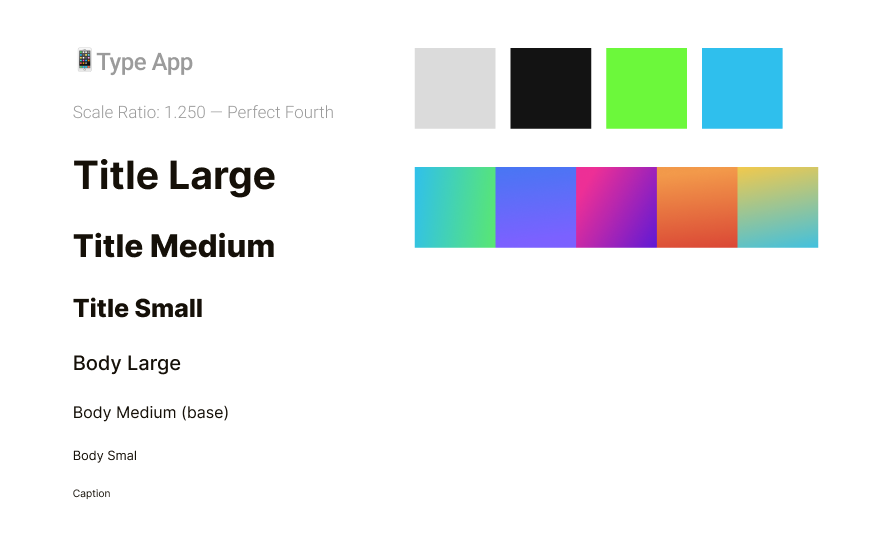 📱Type App
Scale Ratio: 1.250 — Perfect Fourth
Title Large
Title Medium
Title Small
Body Large
Body Medium (base)
Body Smal
Caption